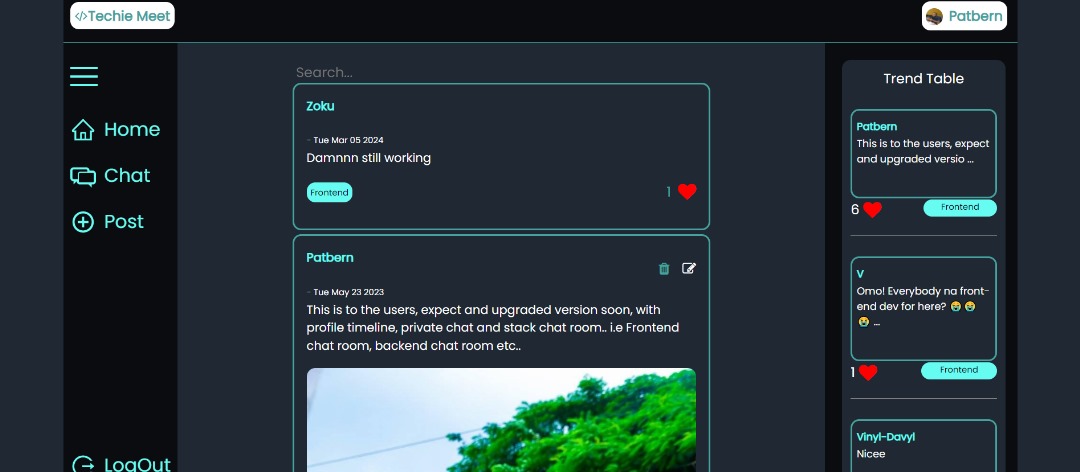 </>Techie Meet
Patbern
Home
Chat
Post
LogOut
Search...
Zoku
- Tue Mar 05 2024
Damnnn still working
Frontend
1
Patbern
- Tue May 23 2023
This is to the users, expect and upgraded version soon, with
profile timeline, private chat and stack chat room.. i.e Frontend
chat room, backend chat room etc..
Trend Table
Patbern
This is to the users, expect
and upgraded versio ...
6
Frontend
V
Omo! Everybody na front-
end dev for here? 😭 😭
😭 ...
1
Frontend
Vinyl-Davyl
Nicee